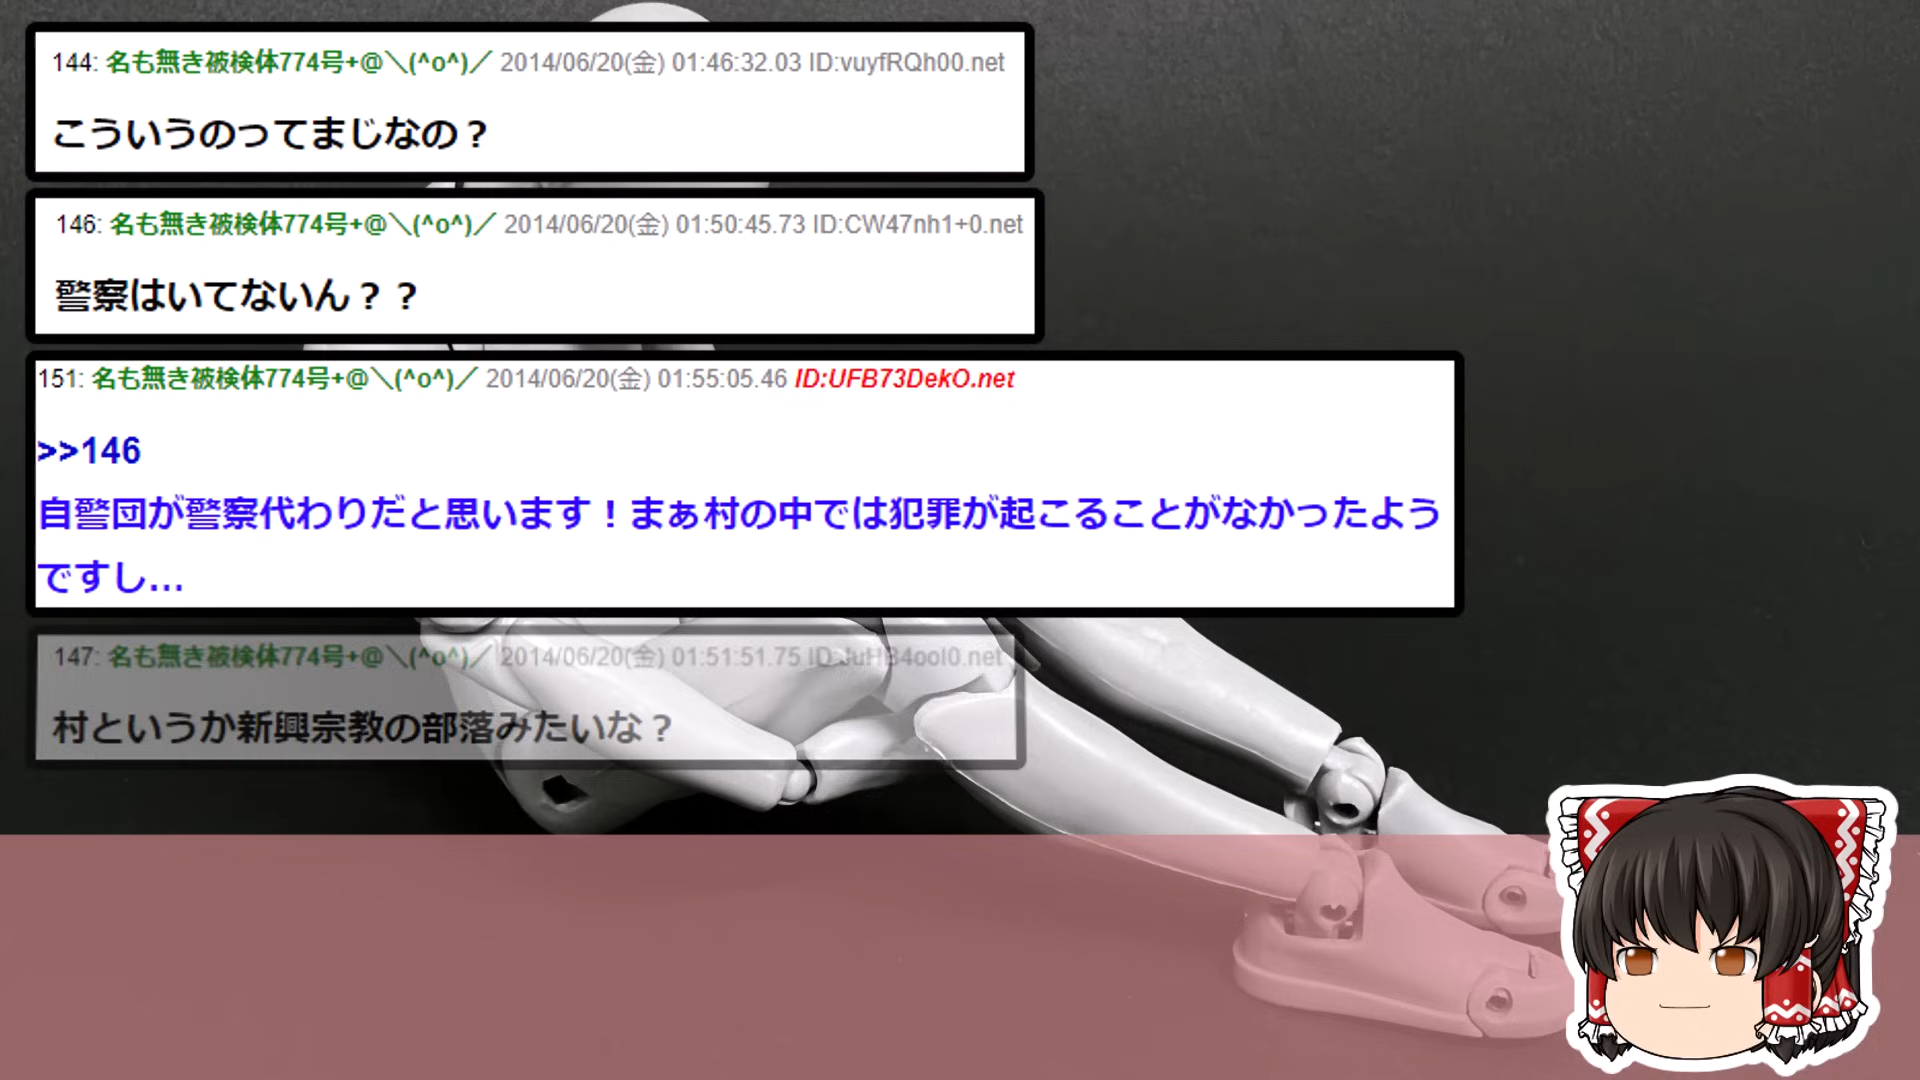 144: 名も無き被検体774号+@＼(^o^)／ 2014/06/20(金) 01:46:32.03 ID:vuyfRQh00.net
こういうのってまじなの？
146: 名も無き被検体774号+@＼(^o^)／ 2014/06/20(金) 01:50:45.73 ID:CW47nh1+0.net
警察はいてないん？？
151: 名も無き被検体774号+@＼(^o^)／ 2014/06/20(金) 01:55:05.46 ID:UFB73DekO.net
>>146
自警団が警察代わりだと思います！まぁ村の中では犯罪が起こることがなかったよう
ですし...
147: 名も無き被検体774号+@＼(^o^)／ 2014/06/20(金) 01:51:51.75 ID:JuHB4ool0.net
村というか新興宗教の部落みたいな？